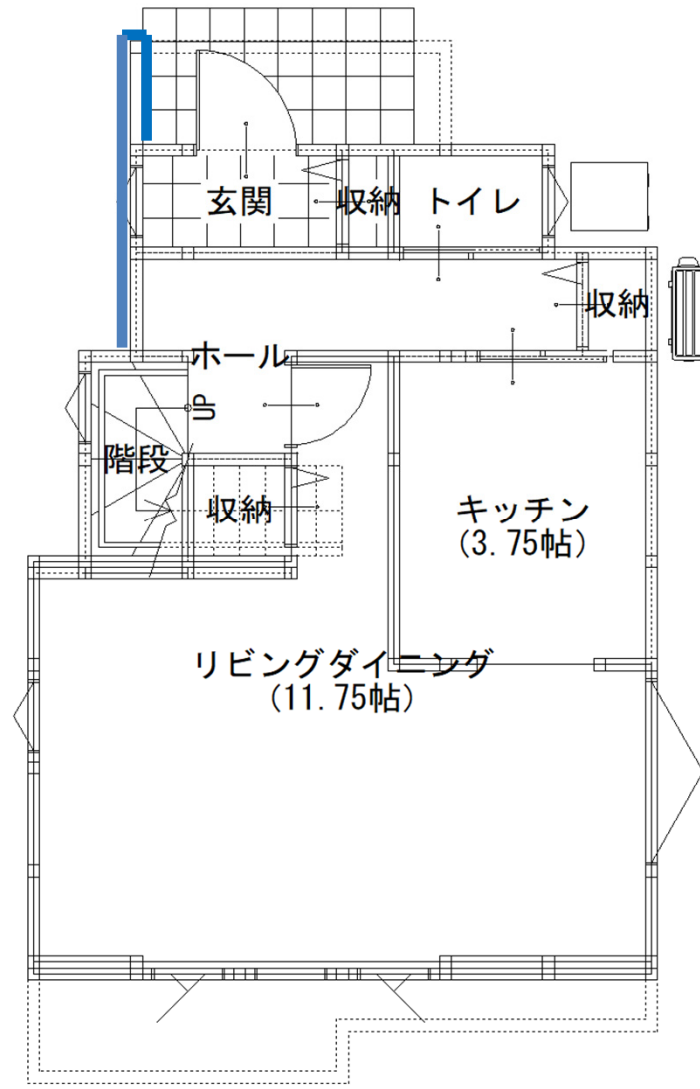 玄関
収納
トイレ
収納
ホール
UP
階段
収納
キッチン
(3.75帖)
リビングダイニング
(11.75帖)